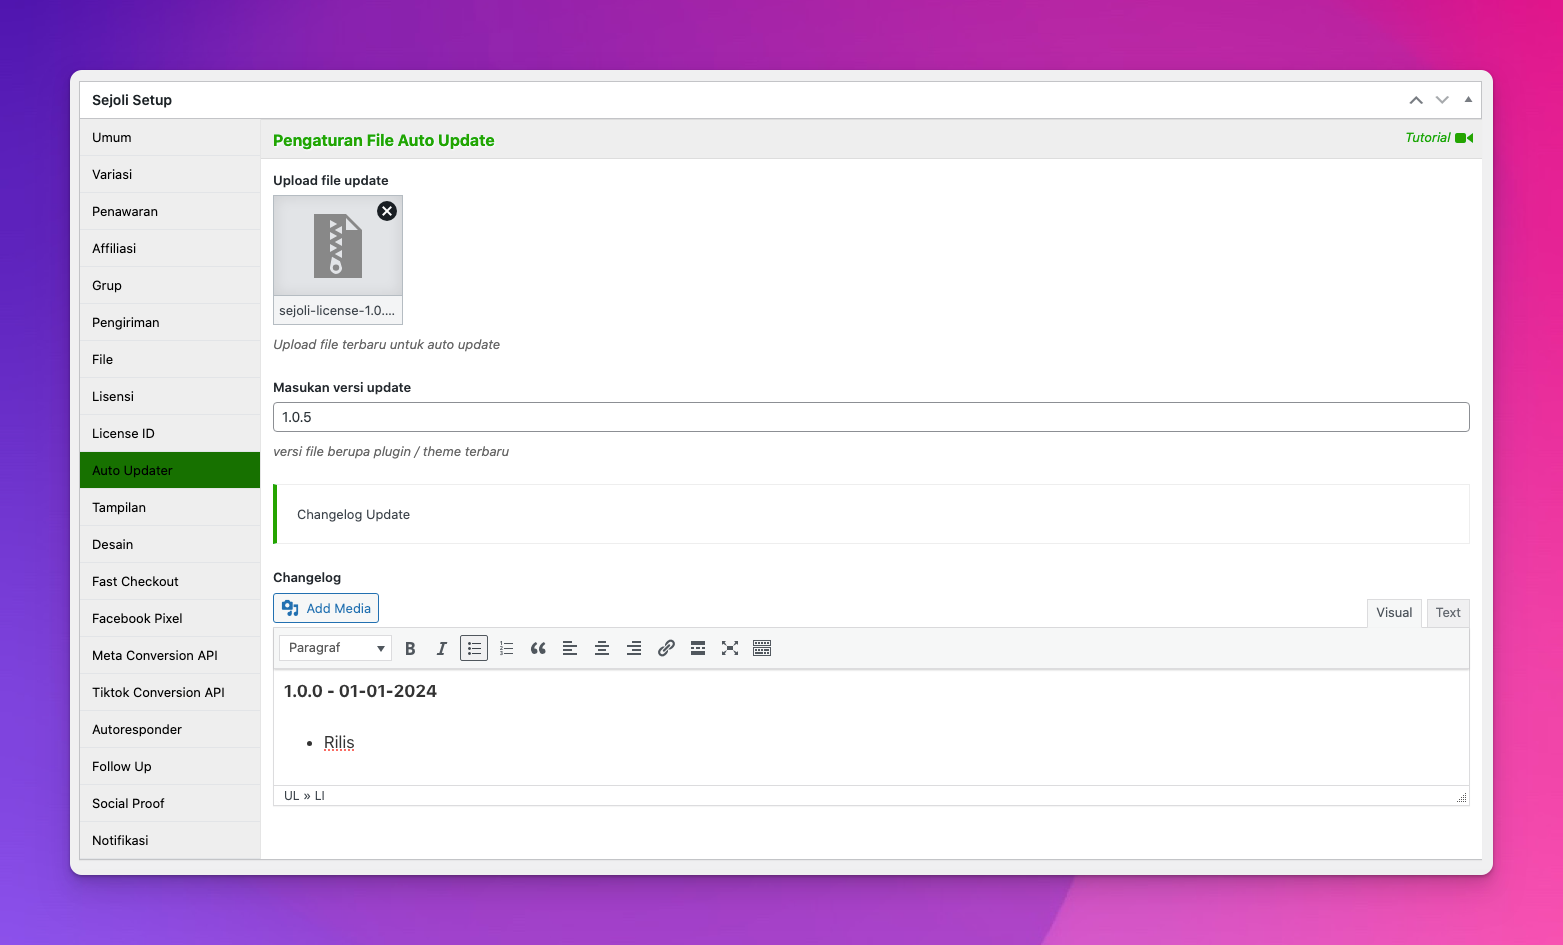 Sejoli Setup
Umum
Variasi
Penawaran
Affiliasi
Grup
Pengiriman
File
Lisensi
License ID
Auto Updater
Tampilan
Desain
Fast Checkout
Facebook Pixel
Meta Conversion API
Tiktok Conversion API
Autoresponder
Follow Up
Social Proof
Notifikasi
Pengaturan File Auto Update
Tutorial
Upload file update
sejoli-license-1.0....
Upload file terbaru untuk auto update
Masukan versi update
1.0.5
versi file berupa plugin / theme terbaru
Changelog Update
Changelog
Add Media
Visual
Text
Paragraf
1.0.0 - 01-01-2024
• Rilis
UL » LI